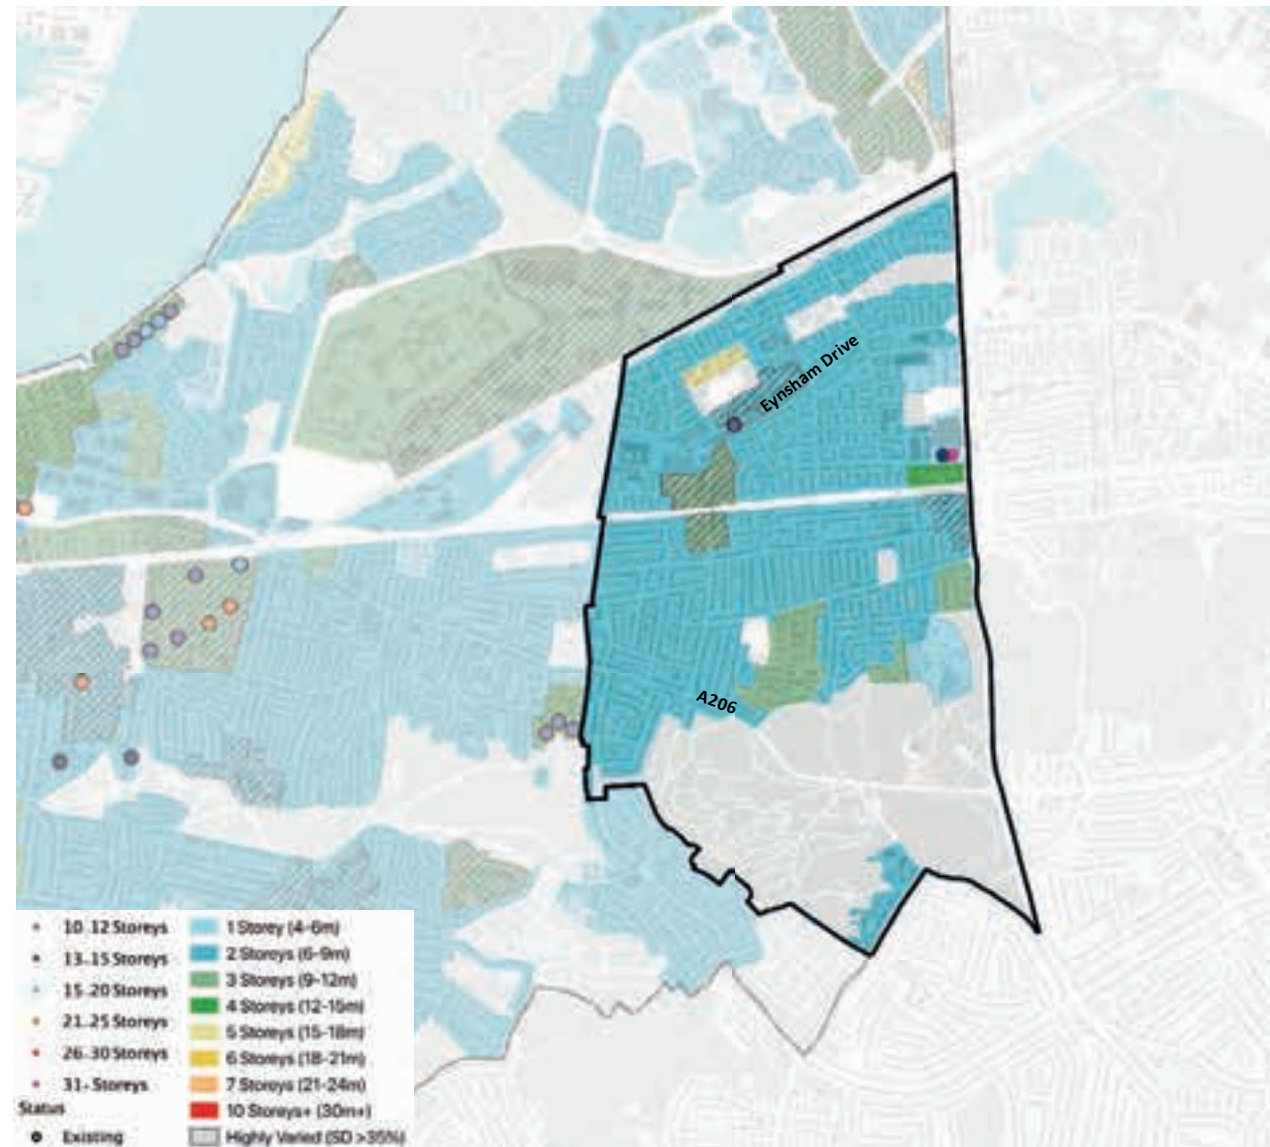 Eynsham Drive
A206
10-12 Storeys
13-15 Storeys
15-20 Storeys
21-25 Storeys
26-30 Storeys
31+ Storeys
Status
Existing
1 Storey (4-6m)
2 Storeys (6-9m)
3 Storeys (9-12m)
4 Storeys (12-15m)
5 Storeys (15-18m)
6 Storeys (18-21m)
7 Storeys (21-24m)
10 Storeys+ (30m+)
Highly Varied (SD >35%)